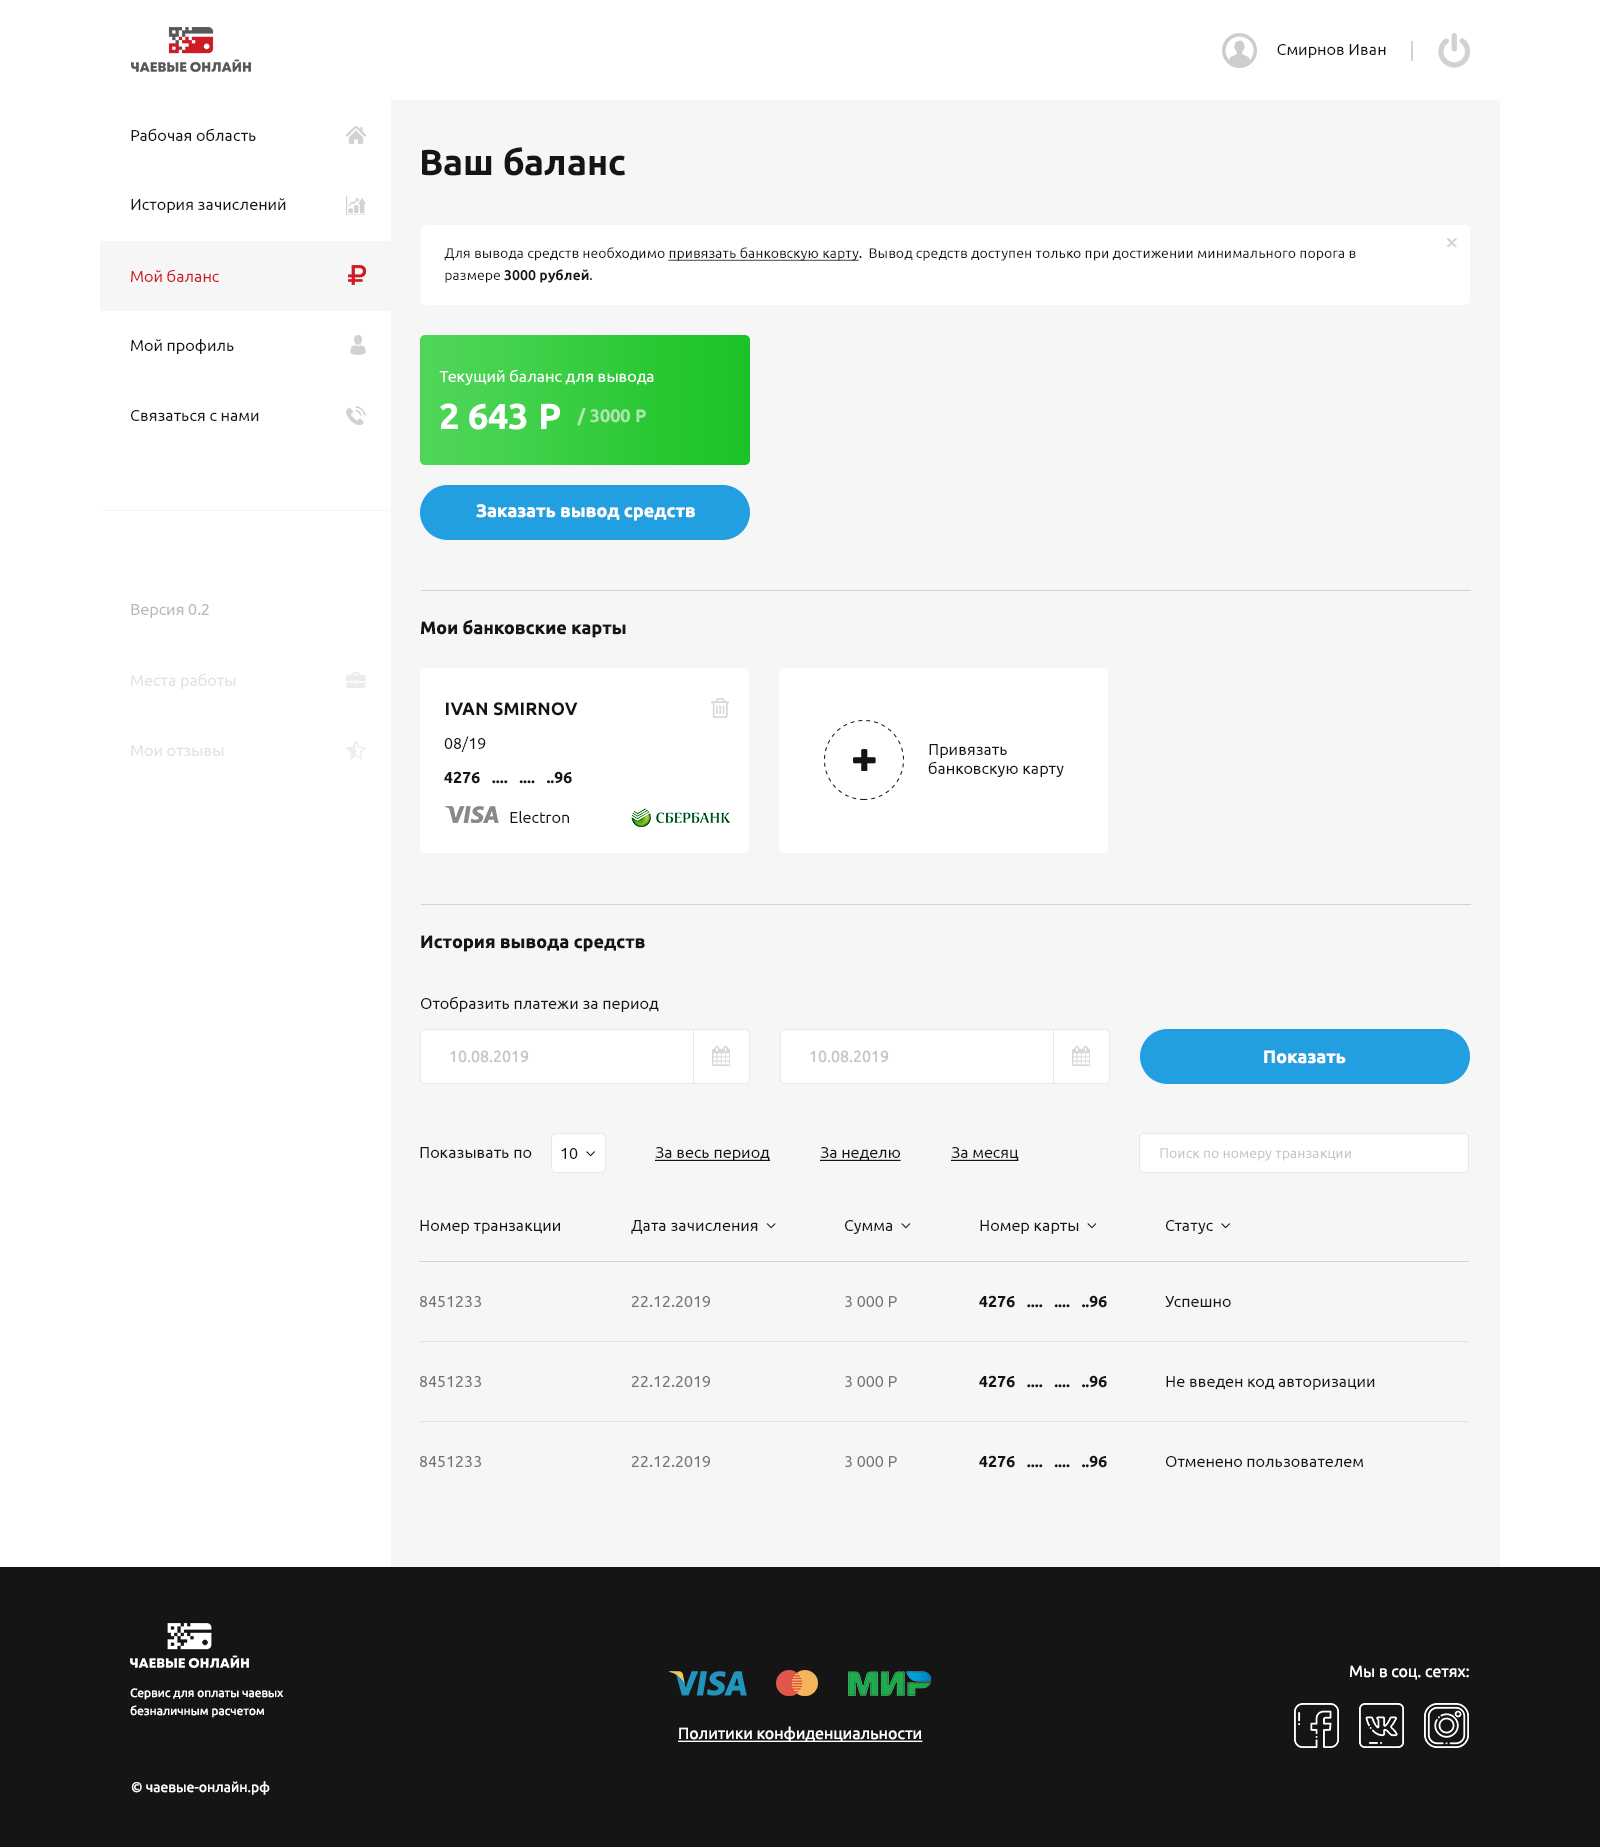 ЧАЕВЫЕ ОНЛАЙН
Смирнов Иван
Рабочая область
История зачислений
Мой баланс
Мой профиль
Связаться с нами
Версия 0.2
Места работы
Мои отзывы
Ваш баланс
Для вывода средств необходимо привязать банковскую карту.  Вывод средств доступен только при достижении минимального порога в
размере 3000 рублей.
Текущий баланс для вывода
2 643 Р / 3000 Р
Заказать вывод средств
Мои банковские карты
IVAN SMIRNOV
08/19
4276 .... .... ..96
VISA Electron СБЕРБАНК
Привязать
банковскую карту
История вывода средств
Отобразить платежи за период
10.08.2019 10.08.2019 Показать
Показывать по 10 За весь период За неделю За месяц Поиск по номеру транзакции
Номер транзакции Дата зачисления Сумма Номер карты Статус
8451233 22.12.2019 3 000 Р 4276 .... .... ..96 Успешно
8451233 22.12.2019 3 000 Р 4276 .... .... ..96 Не введен код авторизации
8451233 22.12.2019 3 000 Р 4276 .... .... ..96 Отменено пользователем
ЧАЕВЫЕ ОНЛАЙН
Сервис для оплаты чаевых
безналичным расчетом
© чаевые-онлайн.рф
VISA МИР
Политики конфиденциальности
Мы в соц. сетях: